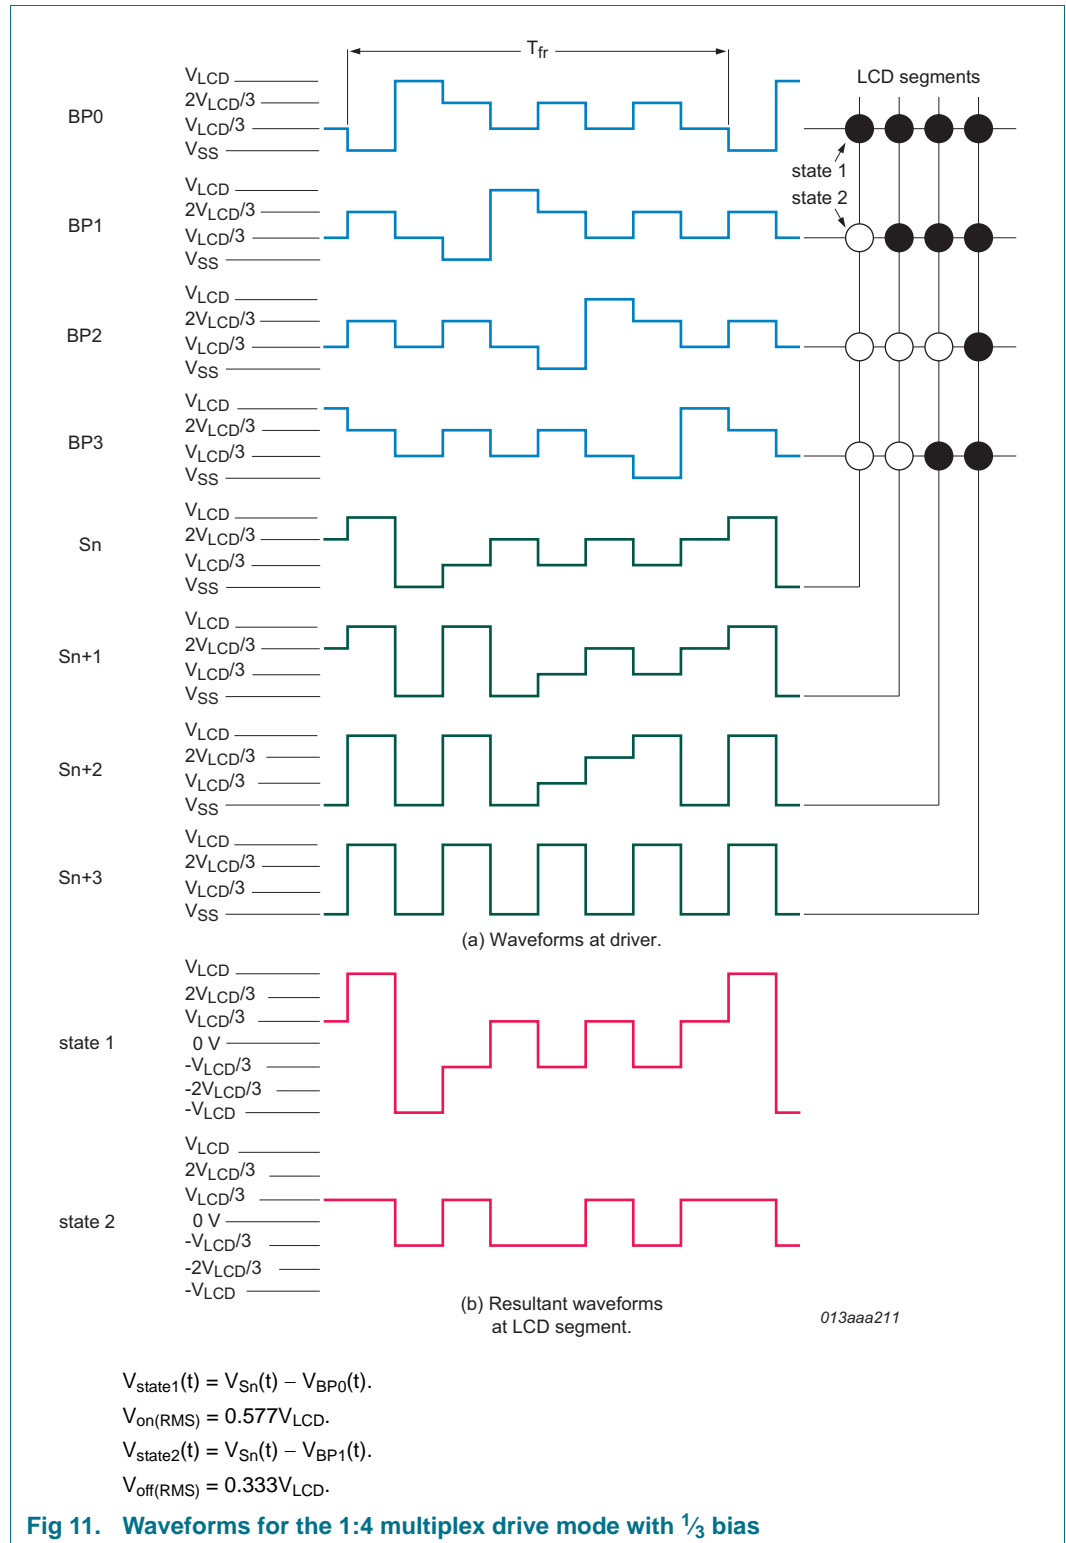 Tfr
VLCD
2VLCD/3
VLCD/3
VSS
BP0
LCD segments
state 1
state 2
VLCD
2VLCD/3
VLCD/3
VSS
BP1
VLCD
2VLCD/3
VLCD/3
VSS
BP2
VLCD
2VLCD/3
VLCD/3
VSS
BP3
VLCD
2VLCD/3
VLCD/3
VSS
Sn
VLCD
2VLCD/3
VLCD/3
VSS
Sn+1
VLCD
2VLCD/3
VLCD/3
VSS
Sn+2
VLCD
2VLCD/3
VLCD/3
VSS
Sn+3
(a) Waveforms at driver.
VLCD
2VLCD/3
VLCD/3
0 V
-VLCD/3
-2VLCD/3
-VLCD
state 1
VLCD
2VLCD/3
VLCD/3
0 V
-VLCD/3
-2VLCD/3
-VLCD
state 2
(b) Resultant waveforms
at LCD segment.
013aaa211
Vstate1(t) = VSn(t) − VBP0(t).
Von(RMS) = 0.577VLCD.
Vstate2(t) = VSn(t) − VBP1(t).
Voff(RMS) = 0.333VLCD.
Fig 11. Waveforms for the 1:4 multiplex drive mode with 1⁄3 bias